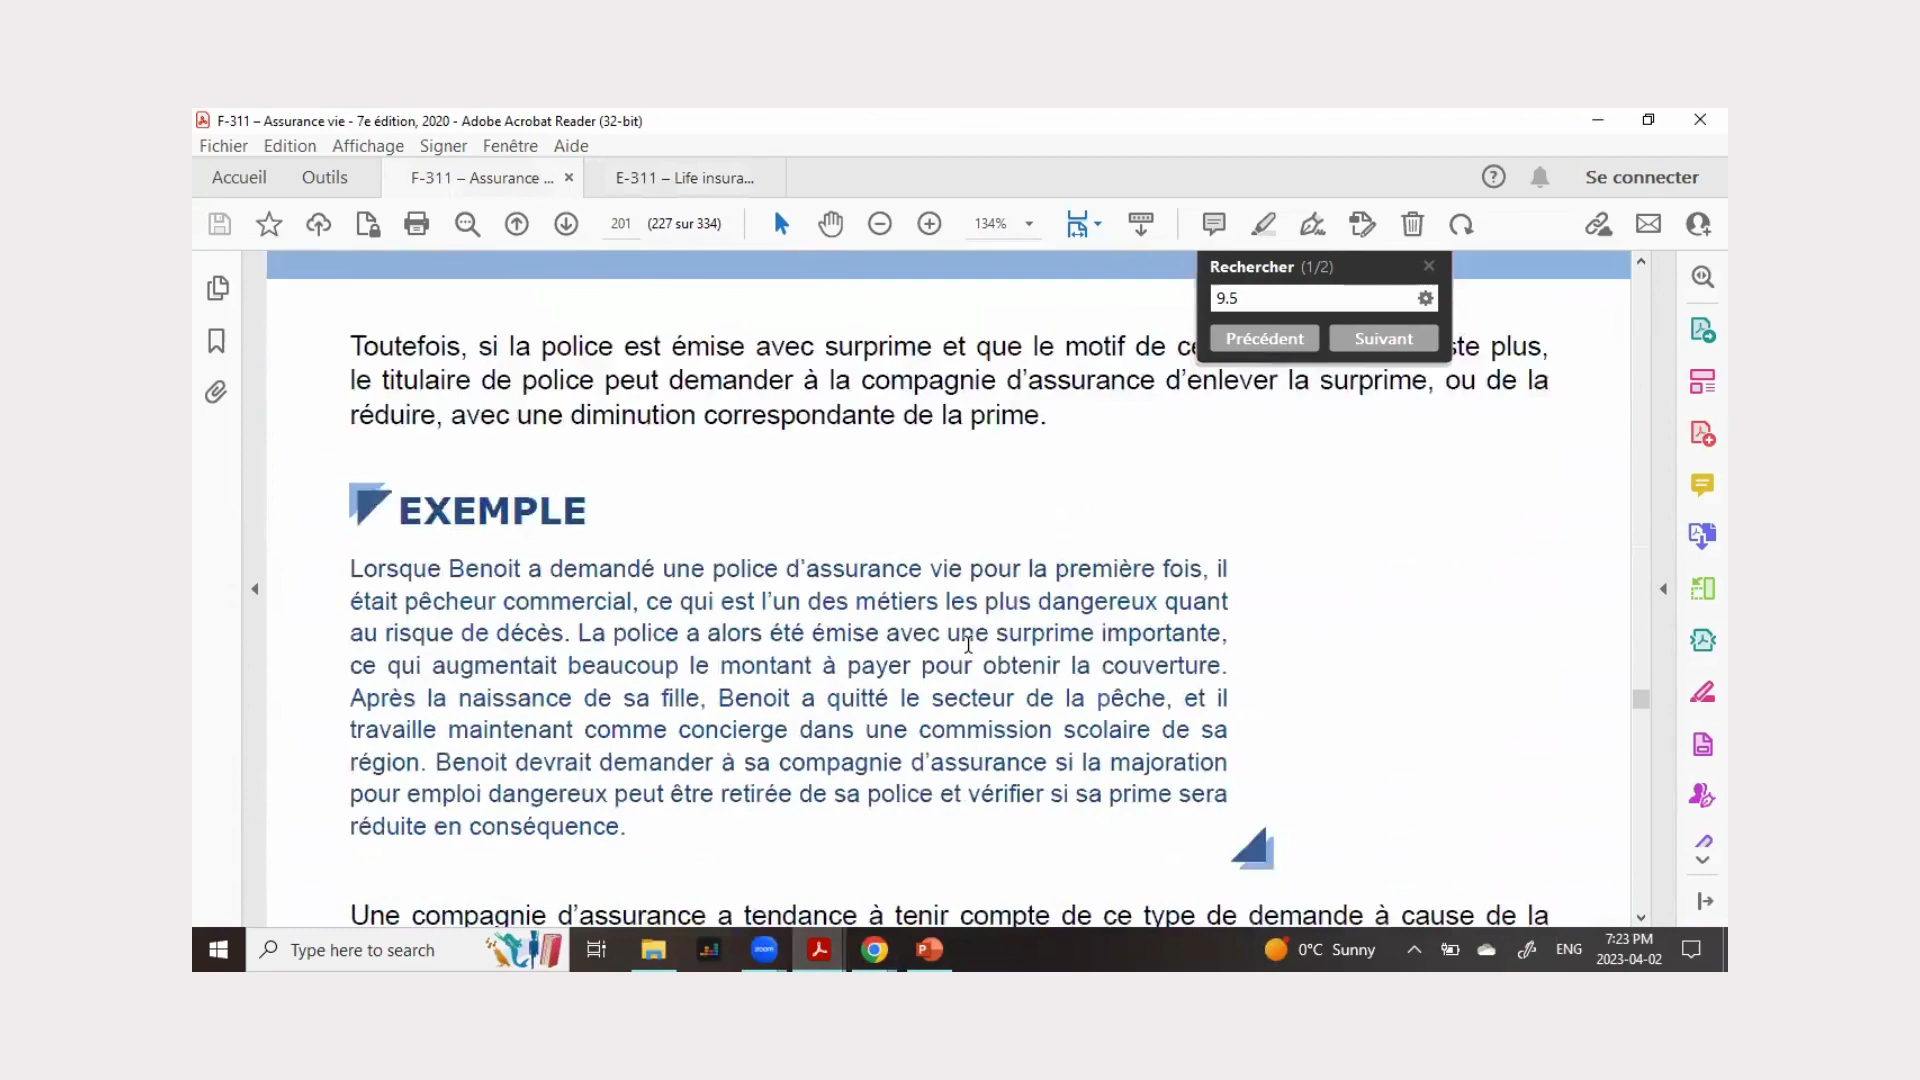 F-311 – Assurance vie - 7e édition, 2020 - Adobe Acrobat Reader (32-bit)
Fichier Edition Affichage Signer Fenêtre Aide
Accueil Outils F-311 – Assurance ... × E-311 – Life insura... Se connecter
201 (227 sur 334) 134%
Rechercher (1/2)
9.5
Précédent Suivant
Toutefois, si la police est émise avec surprime et que le motif de plus,
le titulaire de police peut demander à la compagnie d’assurance d’enlever la surprime, ou de la
réduire, avec une diminution correspondante de la prime.
EXEMPLE
Lorsque Benoit a demandé une police d’assurance vie pour la première fois, il
était pêcheur commercial, ce qui est l’un des métiers les plus dangereux quant
au risque de décès. La police a alors été émise avec une surprime importante,
ce qui augmentait beaucoup le montant à payer pour obtenir la couverture.
Après la naissance de sa fille, Benoit a quitté le secteur de la pêche, et il
travaille maintenant comme concierge dans une commission scolaire de sa
région. Benoit devrait demander à sa compagnie d’assurance si la majoration
pour emploi dangereux peut être retirée de sa police et vérifier si sa prime sera
réduite en conséquence.
Une compagnie d’assurance a tendance à tenir compte de ce type de demande à cause de la
Type here to search zoom 0°C Sunny ENG 7:23 PM
2023-04-02